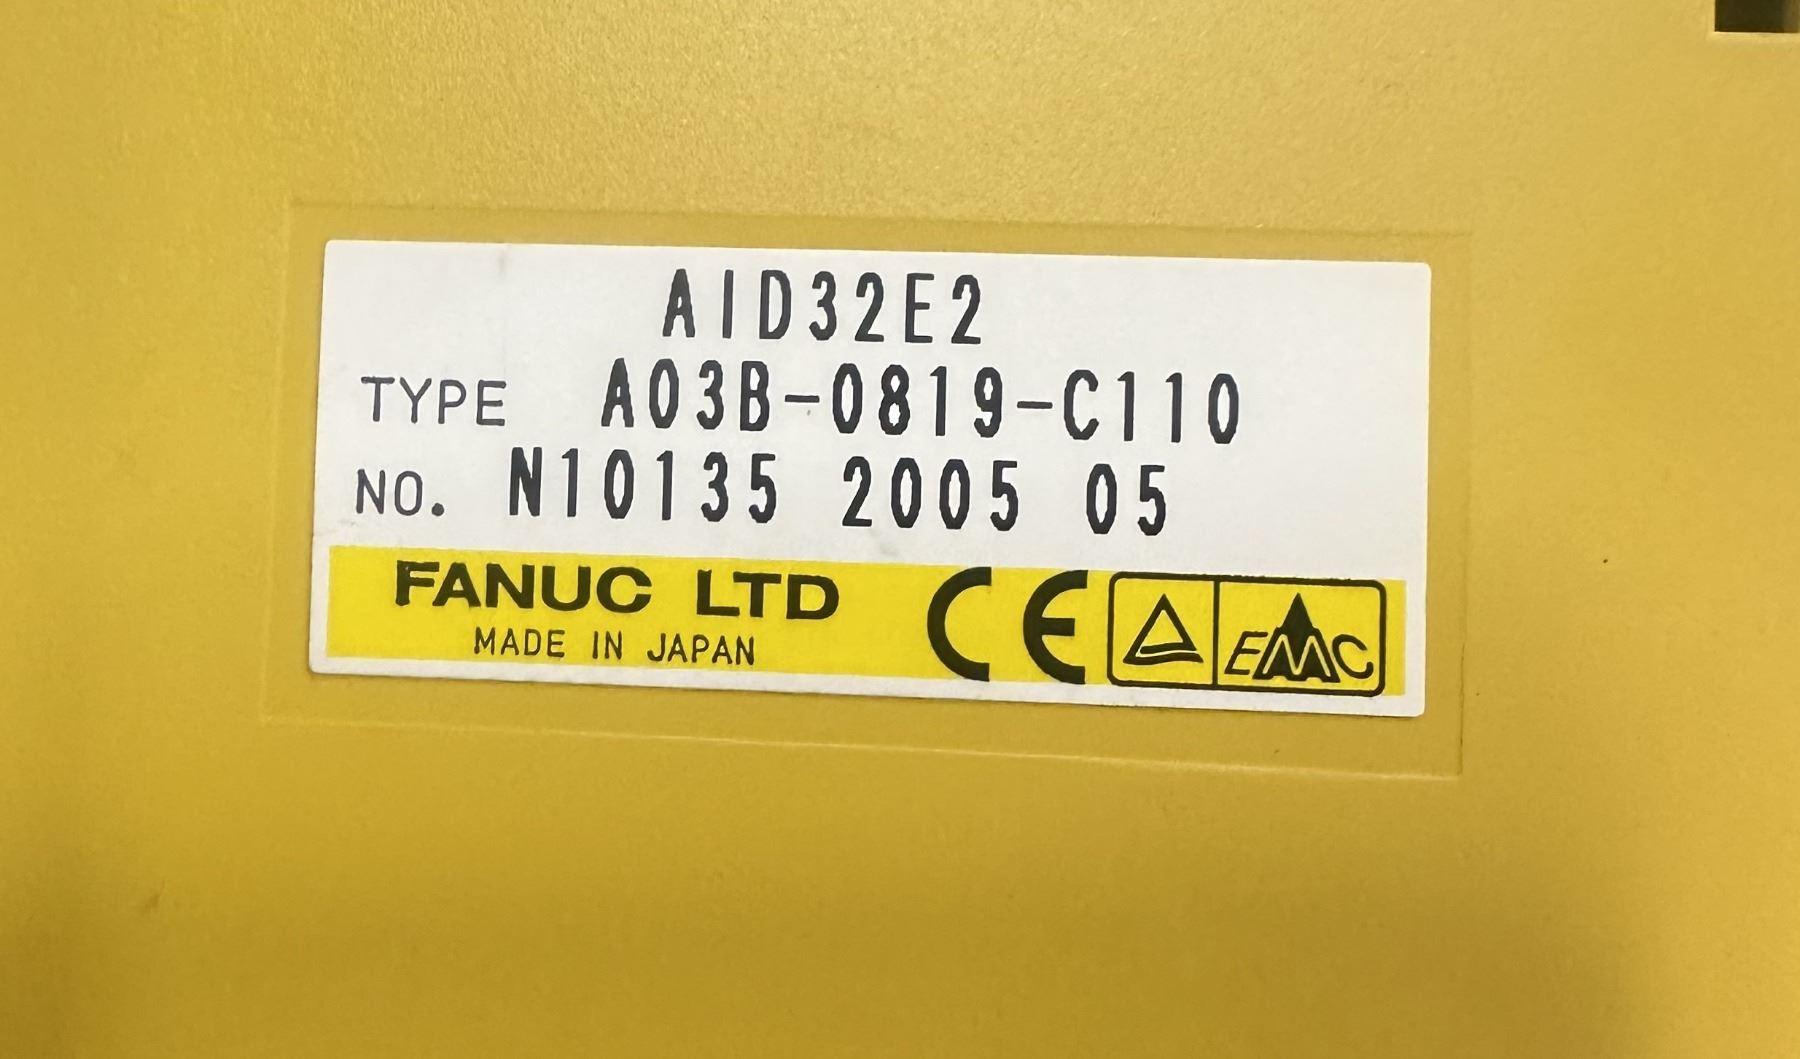 AID32E2
TYPE A03B-0819-C110
NO. N10135 2005 05
FANUC LTD
MADE IN JAPAN
CE
EMC